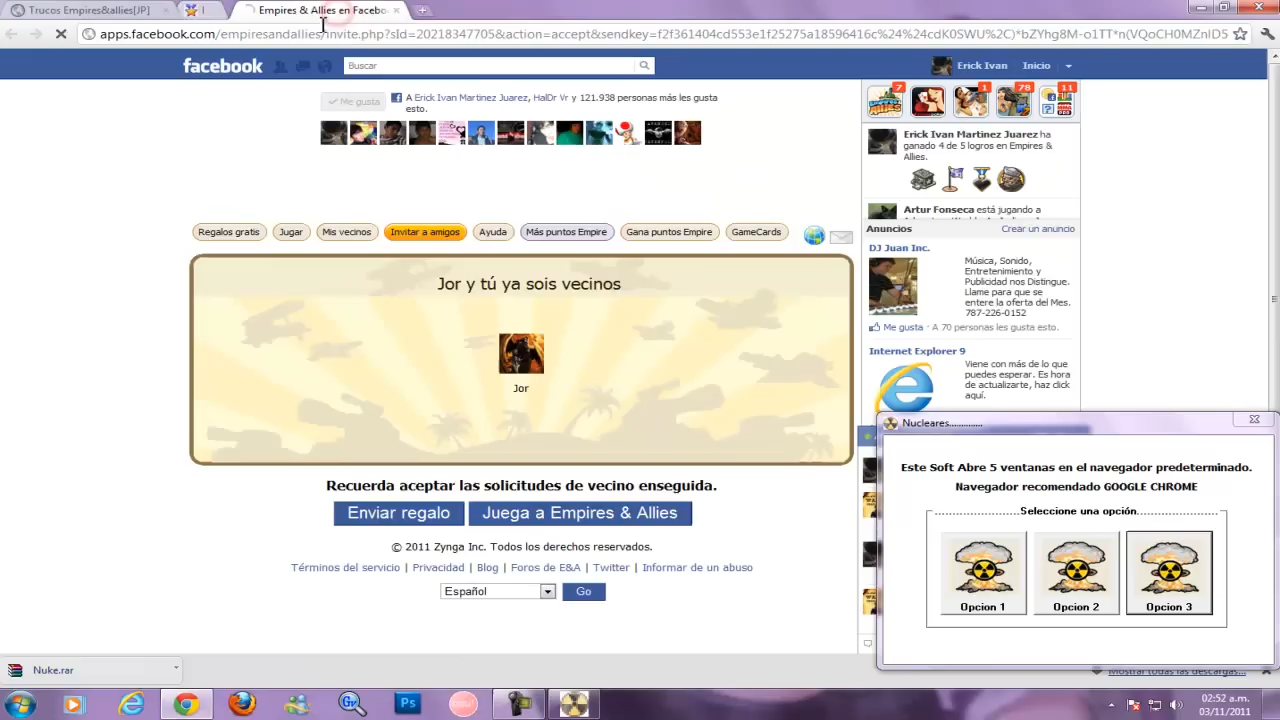 Trucos Empires&allies[JP]
Empires & Allies en Facebo
apps.facebook.com/empiresandallies/invite.php?sId=20218347705&action=accept&sendkey=f2f361404cd553e1f25275a18596416c%24%24cdK0SWU%2C)*bZYhg8M-o1TT*n(VQoCH0MZnID5
facebook
Buscar
Erick Ivan
Inicio
Me gusta
A Erick Ivan Martinez Juarez, HalDr Vr y 121.938 personas más les gusta
esto.
7
1
78
11
Erick Ivan Martinez Juarez ha
ganado 4 de 5 logros en Empires &
Allies.
Artur Fonseca está jugando a
Regalos gratis
Jugar
Mis vecinos
Invitar a amigos
Ayuda
Más puntos Empire
Gana puntos Empire
GameCards
Anuncios
Crear un anuncio
DJ Juan Inc.
Música, Sonido,
Entretenimiento y
Publicidad nos Distingue.
Llame para que se
entere la oferta del Mes.
787-226-0152
Me gusta · A 70 personas les gusta esto.
Internet Explorer 9
Viene con más de lo que
puedes esperar. Es hora
de actualizarte, haz click
aquí.
Jor y tú ya sois vecinos
Jor
Recuerda aceptar las solicitudes de vecino enseguida.
Enviar regalo
Juega a Empires & Allies
© 2011 Zynga Inc. Todos los derechos reservados.
Términos del servicio
Privacidad
Blog
Foros de E&A
Twitter
Informar de un abuso
Español
Go
Nucleares............
Este Soft Abre 5 ventanas en el navegador predeterminado.
Navegador recomendado GOOGLE CHROME
Seleccione una opción
Opcion 1
Opcion 2
Opcion 3
Nuke.rar
Mostrar todas las descargas...
Ps
02:52 a.m.
03/11/2011